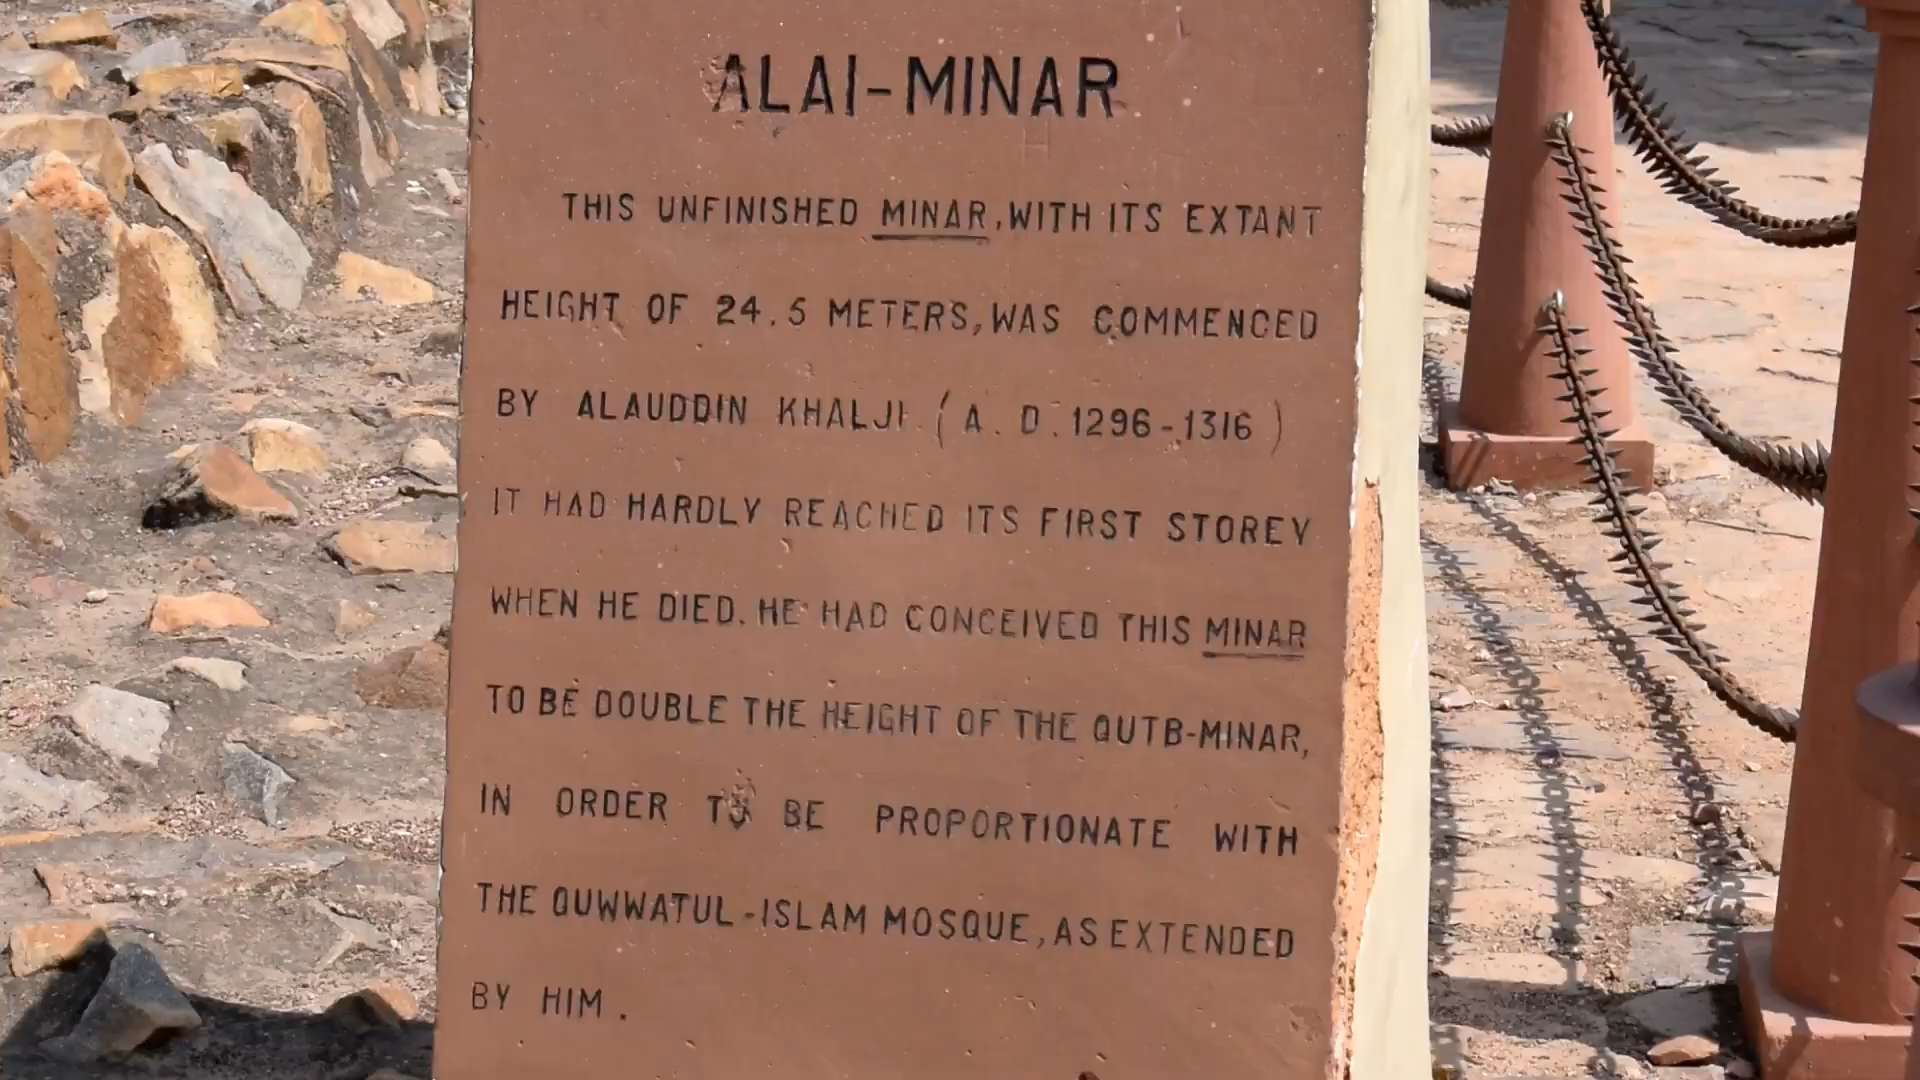 ALAI-MINAR
THIS UNFINISHED MINAR, WITH ITS EXTANT
HEIGHT OF 24.5 METERS, WAS COMMENCED
BY ALAUDDIN KHALJI (A. D. 1296-1316)
IT HAD HARDLY REACHED ITS FIRST STOREY
WHEN HE DIED. HE HAD CONCEIVED THIS MINAR
TO BE DOUBLE THE HEIGHT OF THE QUTB-MINAR,
IN ORDER TO BE PROPORTIONATE WITH
THE QUWWATUL-ISLAM MOSQUE, AS EXTENDED
BY HIM.